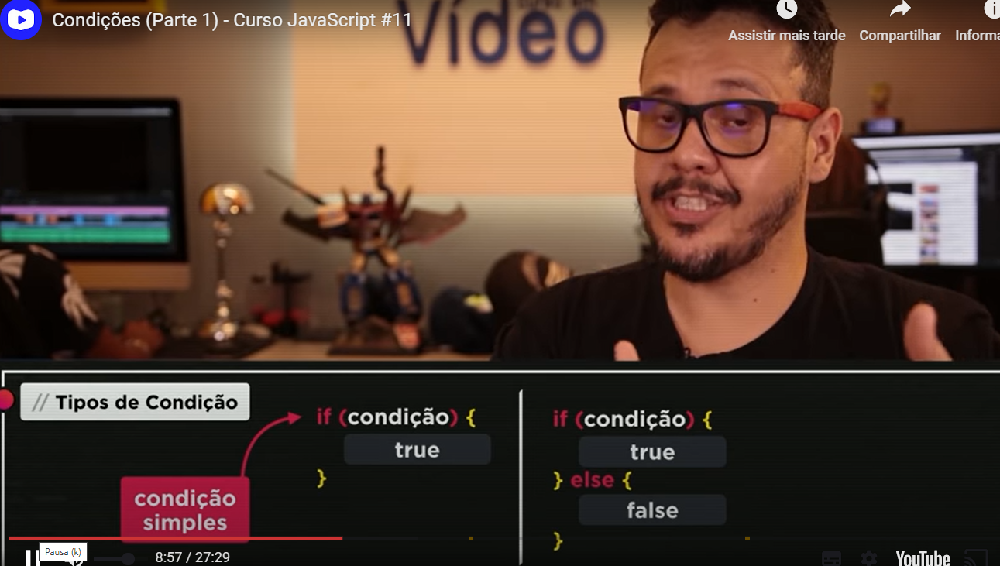 Condições (Parte 1) - Curso JavaScript #11
Assistir mais tarde
Compartilhar
Informa
Vídeo
// Tipos de Condição
condição
simples
if (condição) {
true
}
if (condição) {
true
} else {
false
}
Pausa (k)
8:57 / 27:29
YouTube